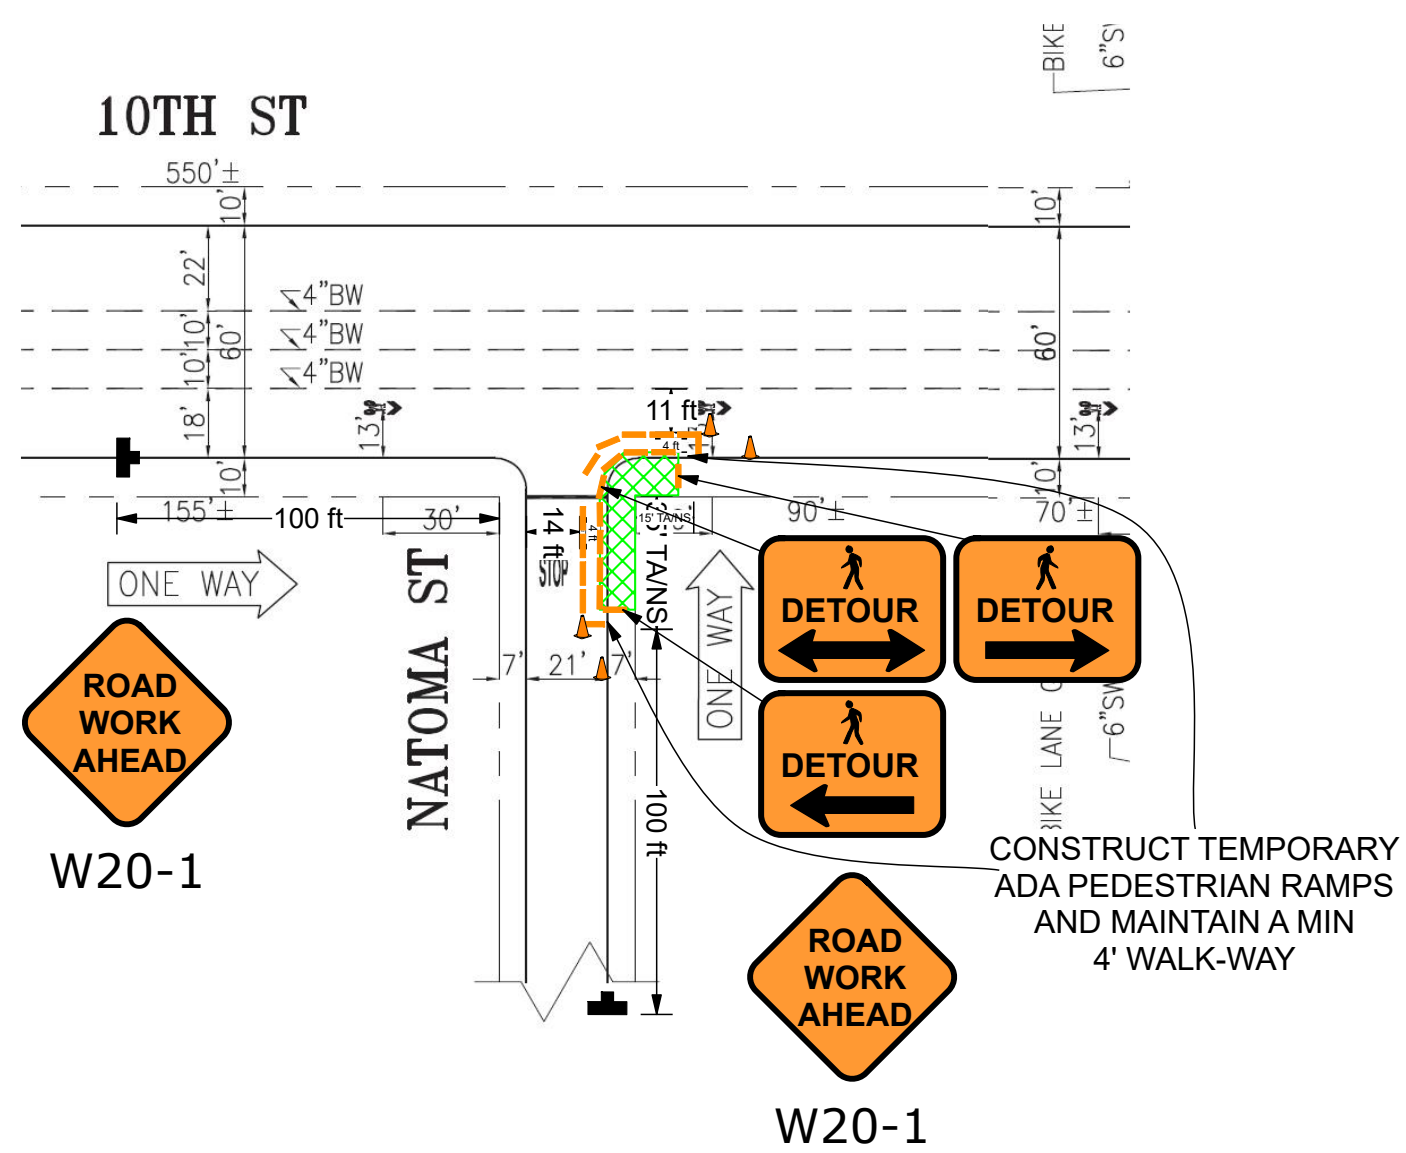 BIKE
6"S
10TH ST
550'±
10'
10'
22'
4"BW
4"BW
4"BW
10'
10'
60'
60'
18'
13'
11 ft
4 ft
13'
10'
10'
155'±
100 ft
30'
14 ft
4 ft
15' TA/NS
TA/NS
90'±
70'±
STOP
ONE WAY
NATOMA ST
ONE WAY
DETOUR
DETOUR
ROAD
WORK
AHEAD
7'
21'
7'
6"SW
BIKE LANE
DETOUR
100 ft
W20-1
CONSTRUCT TEMPORARY
ADA PEDESTRIAN RAMPS
AND MAINTAIN A MIN
4' WALK-WAY
ROAD
WORK
AHEAD
W20-1